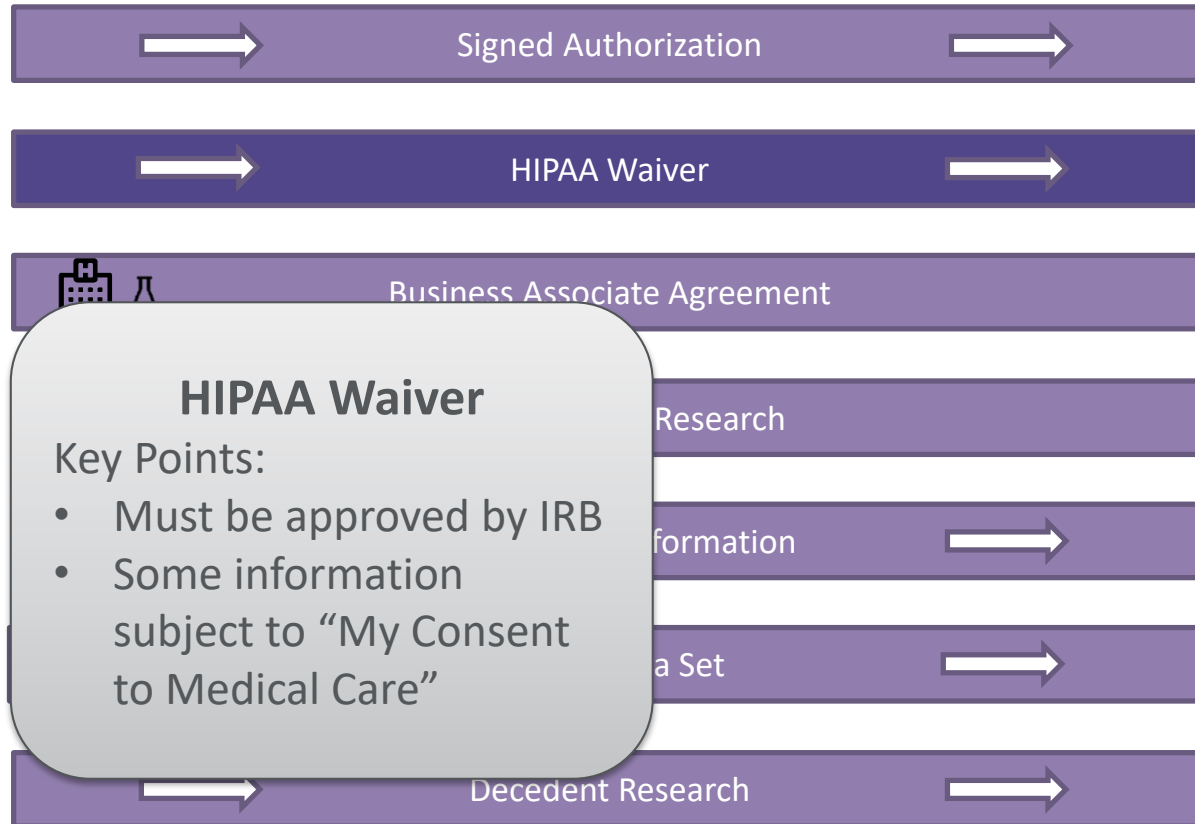 Signed Authorization
HIPAA Waiver
Business Associate Agreement
HIPAA Waiver
Key Points:
• Must be approved by IRB
• Some information
subject to “My Consent
to Medical Care”
Research
formation
a Set
Decedent Research